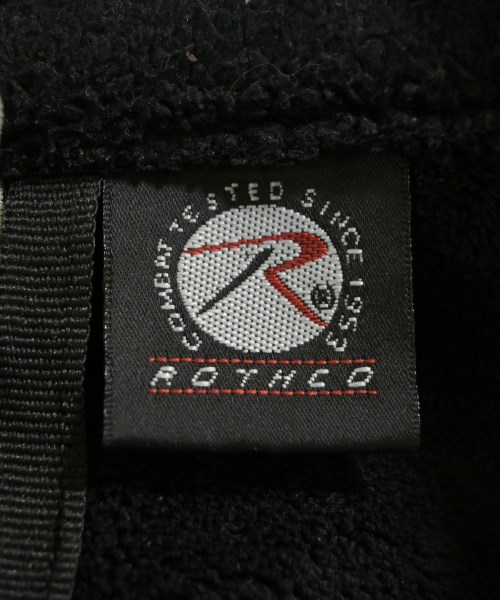 COMBAT TESTED SINCE 1953
R
®
ROTHCO